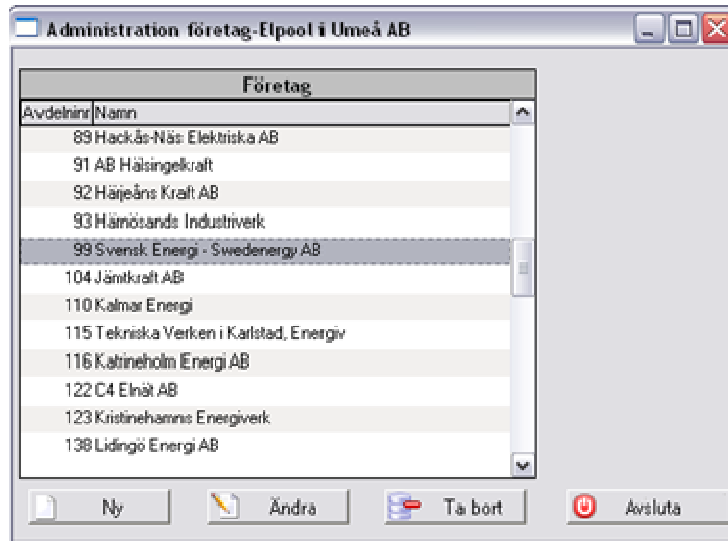 Administration företag-Elpool i Umeå AB
Företag
Avdelninr Namn
89 Hackås-Näs Elektriska AB
91 AB Hälsingekraft
92 Härjeåns Kraft AB
93 Härnösands Industriverk
99 Svensk Energi - Swedenergy AB
104 Jämtkraft AB
110 Kalmar Energi
115 Tekniska Verken i Karlstad, Energiv
116 Katrineholm Energi AB
122 C4 Elnät AB
123 Kristinehamns Energiverk
138 Lidingö Energi AB
Ny Ändra Ta bort Avsluta